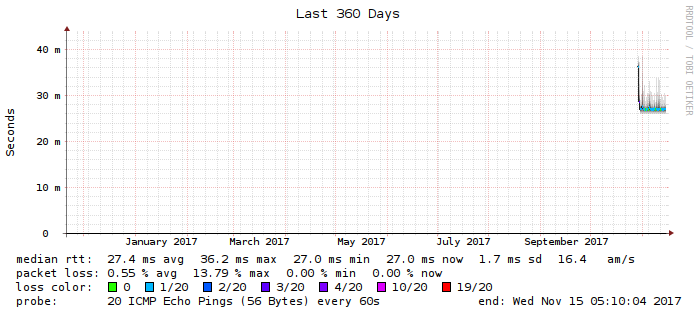 Last 360 Days
RRDTOOL / TOBI OETIKER
Seconds
40 m
30 m
20 m
10 m
0
January 2017 March 2017 May 2017 July 2017 September 2017
median rtt: 27.4 ms avg 36.2 ms max 27.0 ms min 27.0 ms now 1.7 ms sd 16.4 am/s
packet loss: 0.55 % avg 13.79 % max 0.00 % min 0.00 % now
loss color: 0 1/20 2/20 3/20 4/20 10/20 19/20
probe: 20 ICMP Echo Pings (56 Bytes) every 60s end: Wed Nov 15 05:10:04 2017